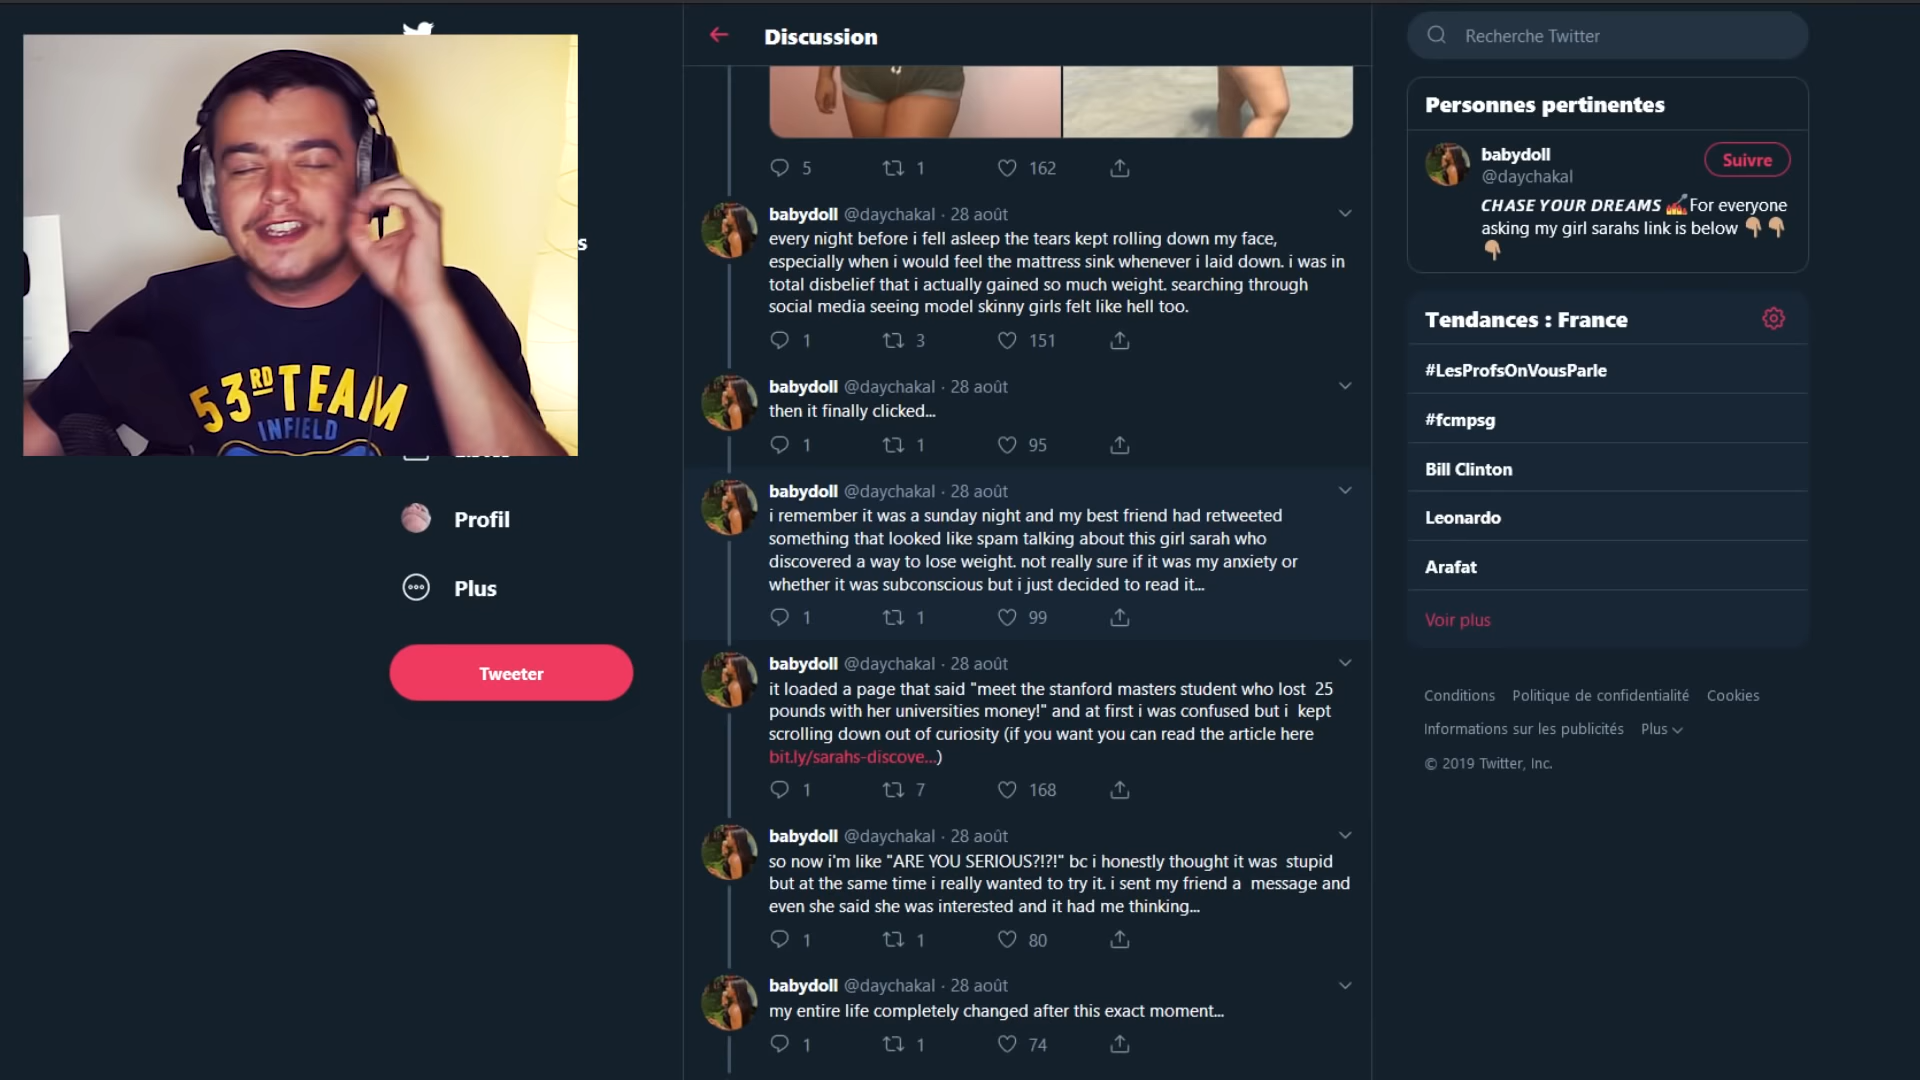 53RD TEAM
INFIELD
s
Profil
Plus
Tweeter
Discussion
5 1 162
babydoll @daychakal · 28 août
every night before i fell asleep the tears kept rolling down my face,
especially when i would feel the mattress sink whenever i laid down. i was in
total disbelief that i actually gained so much weight. searching through
social media seeing model skinny girls felt like hell too.
1 3 151
babydoll @daychakal · 28 août
then it finally clicked...
1 1 95
babydoll @daychakal · 28 août
i remember it was a sunday night and my best friend had retweeted
something that looked like spam talking about this girl sarah who
discovered a way to lose weight. not really sure if it was my anxiety or
whether it was subconscious but i just decided to read it...
1 1 99
babydoll @daychakal · 28 août
it loaded a page that said "meet the stanford masters student who lost 25
pounds with her universities money!" and at first i was confused but i kept
scrolling down out of curiosity (if you want you can read the article here
bit.ly/sarahs-discove...)
1 7 168
babydoll @daychakal · 28 août
so now i'm like "ARE YOU SERIOUS?!?!" bc i honestly thought it was stupid
but at the same time i really wanted to try it. i sent my friend a message and
even she said she was interested and it had me thinking...
1 1 80
babydoll @daychakal · 28 août
my entire life completely changed after this exact moment...
1 1 74
Recherche Twitter
Personnes pertinentes
babydoll
@daychakal
Suivre
CHASE YOUR DREAMS For everyone
asking my girl sarahs link is below
Tendances : France
#LesProfsOnVousParle
#fcmpsg
Bill Clinton
Leonardo
Arafat
Voir plus
Conditions Politique de confidentialité Cookies
Informations sur les publicités Plus
© 2019 Twitter, Inc.